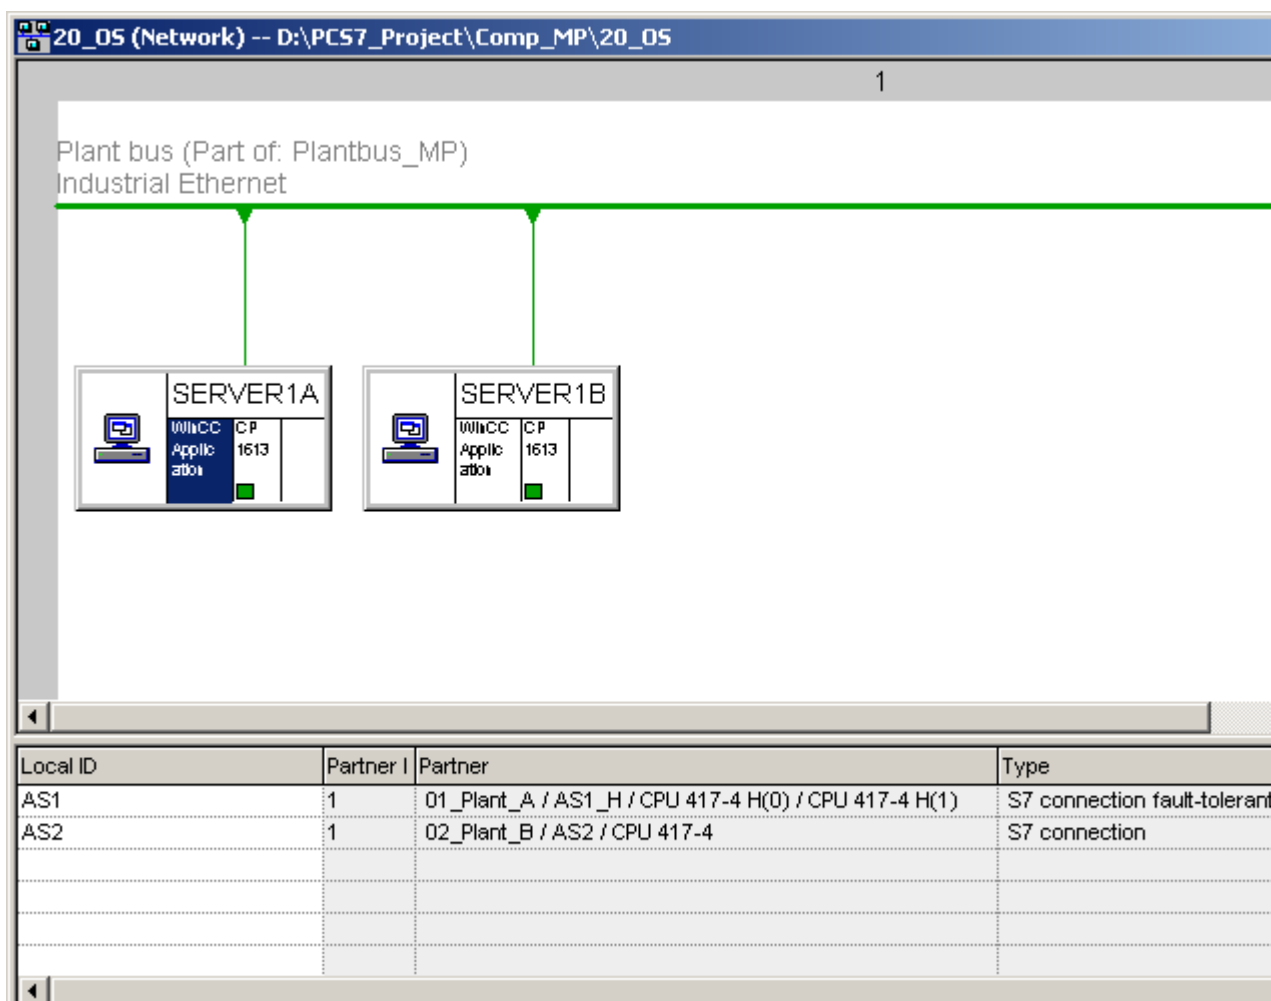 20_OS (Network) -- D:\PCS7_Project\Comp_MP\20_OS
1
Plant bus (Part of: Plantbus_MP)
Industrial Ethernet
SERVER1A
WinCC
Applic
ation
CP
1613
SERVER1B
WinCC
Applic
ation
CP
1613
Local ID Partner I Partner Type
AS1 1 01_Plant_A / AS1_H / CPU 417-4 H(0) / CPU 417-4 H(1) S7 connection fault-tolerant
AS2 1 02_Plant_B / AS2 / CPU 417-4 S7 connection